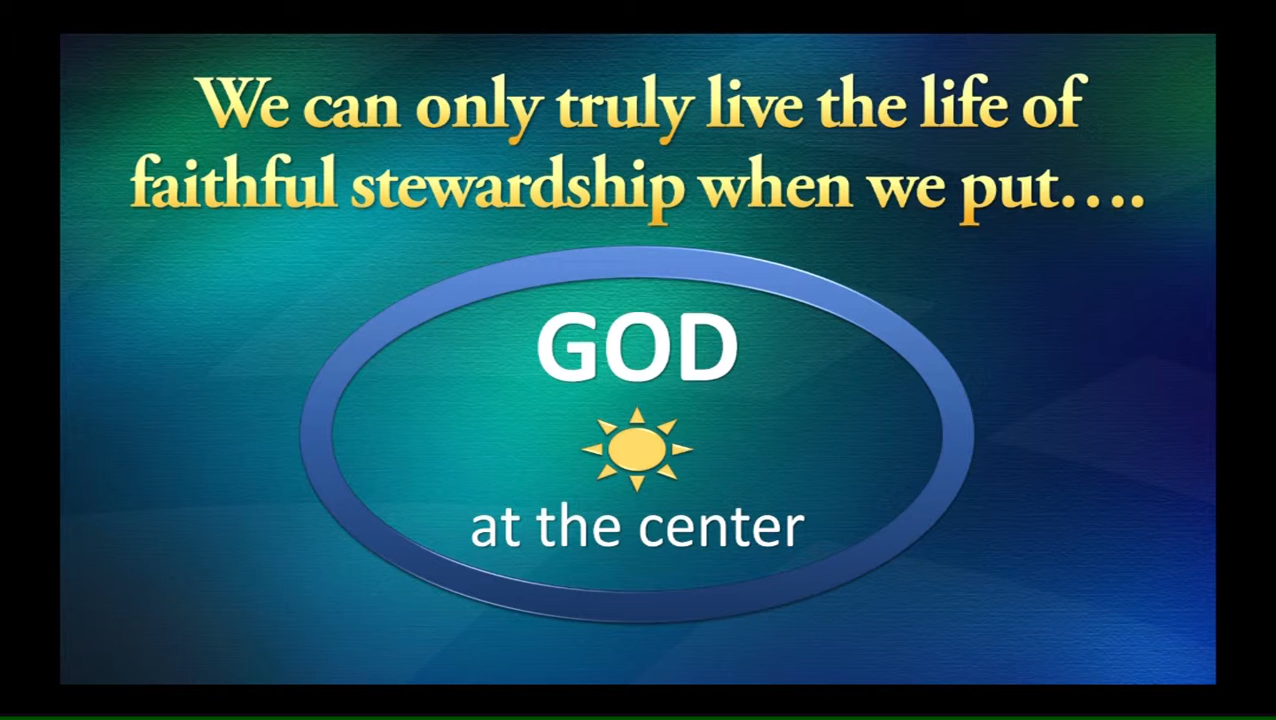 We can only truly live the life of
faithful stewardship when we put….
GOD
at the center